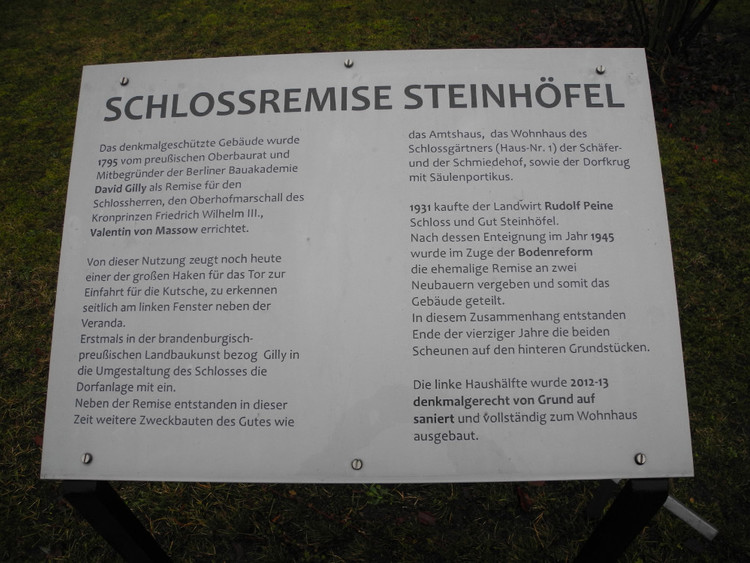 SCHLOSSREMISE STEINHÖFEL
Das denkmalgeschützte Gebäude wurde
1795 vom preußischen Oberbaurat und
Mitbegründer der Berliner Bauakademie
David Gilly als Remise für den
Schlossherren, den Oberhofmarschall des
Kronprinzen Friedrich Wilhelm III.,
Valentin von Massow errichtet.
Von dieser Nutzung zeugt noch heute
einer der großen Haken für das Tor zur
Einfahrt für die Kutsche, zu erkennen
seitlich am linken Fenster neben der
Veranda.
Erstmals in der brandenburgisch-
preußischen Landbaukunst bezog Gilly in
die Umgestaltung des Schlosses die
Dorfanlage mit ein.
Neben der Remise entstanden in dieser
Zeit weitere Zweckbauten des Gutes wie
das Amtshaus, das Wohnhaus des
Schlossgärtners (Haus-Nr. 1) der Schäfer-
und der Schmiedehof, sowie der Dorfkrug
mit Säulenportikus.
1931 kaufte der Landwirt Rudolf Peine
Schloss und Gut Steinhöfel.
Nach dessen Enteignung im Jahr 1945
wurde im Zuge der Bodenreform
die ehemalige Remise an zwei
Neubauern vergeben und somit das
Gebäude geteilt.
In diesem Zusammenhang entstanden
Ende der vierziger Jahre die beiden
Scheunen auf den hinteren Grundstücken.
Die linke Haushälfte wurde 2012-13
denkmalgerecht von Grund auf
saniert und vollständig zum Wohnhaus
ausgebaut.